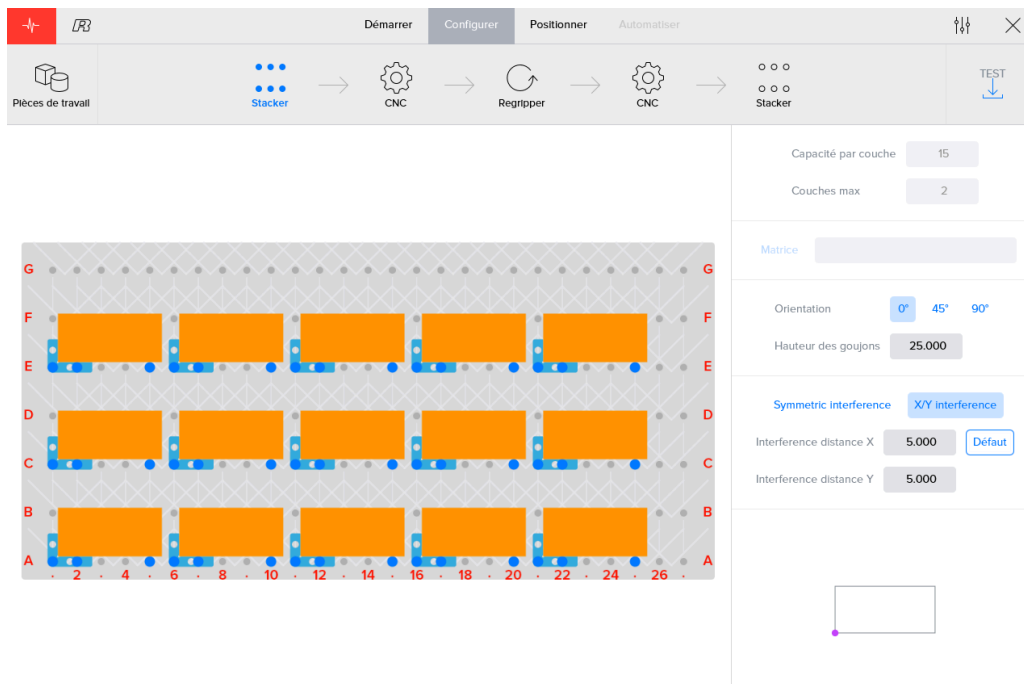 Démarrer Configurer Positionner Automatiser
Pièces de travail Stacker CNC Regripper CNC Stacker TEST
Capacité par couche 15
Couches max 2
Matrice
Orientation 0° 45° 90°
Hauteur des goujons 25.000
Symmetric interference X/Y interference
Interference distance X 5.000 Défaut
Interference distance Y 5.000
G G
F F
E E
D D
C C
B B
A A
2 4 6 8 10 12 14 16 18 20 22 24 26